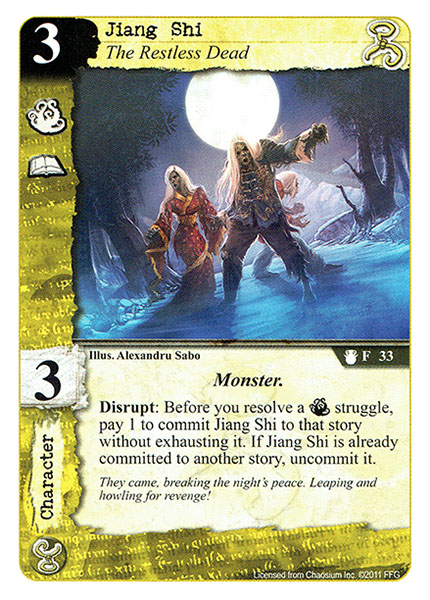 3
Jiang Shi
The Restless Dead
Illus. Alexandru Sabo
F 33
3
Monster.
Disrupt: Before you resolve a struggle,
pay 1 to commit Jiang Shi to that story
without exhausting it. If Jiang Shi is already
committed to another story, uncommit it.
They came, breaking the night's peace. Leaping and
howling for revenge!
Character
Licensed from Chaosium Inc. ©2011 FFG